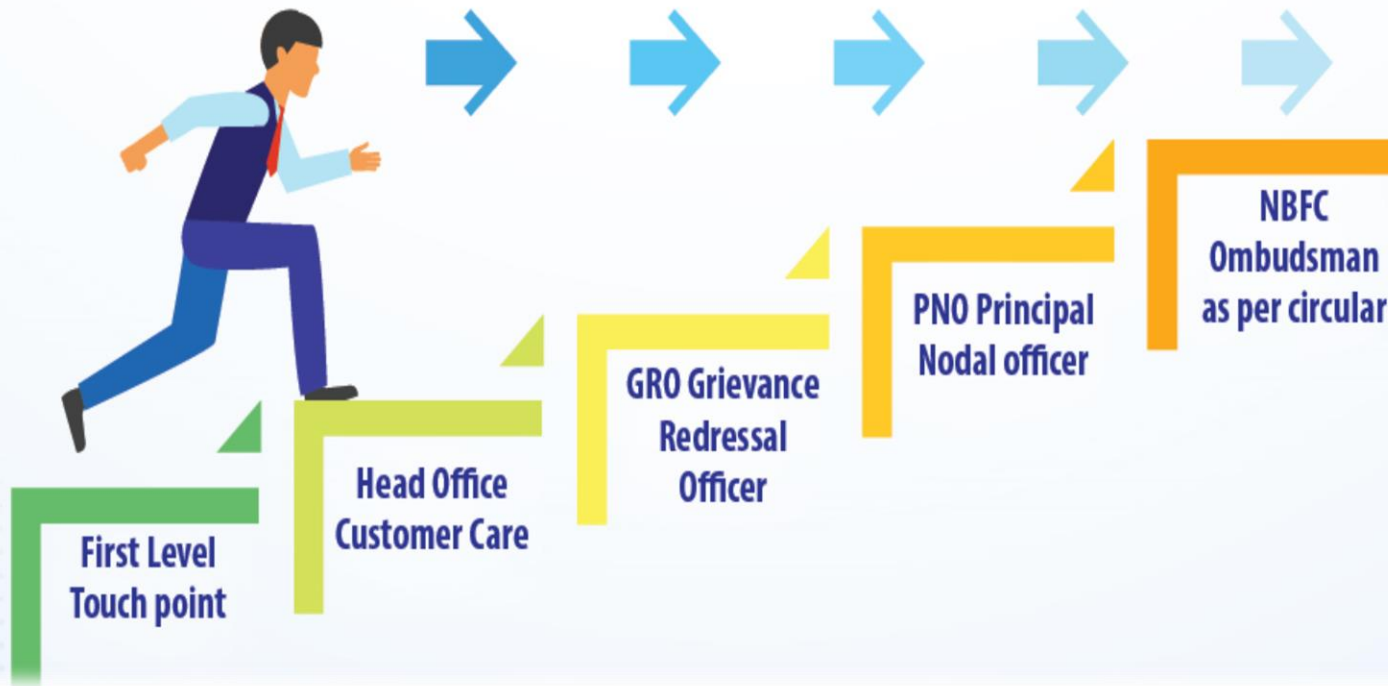 First Level
Touch point
Head Office
Customer Care
GRO Grievance
Redressal
Officer
PNO Principal
Nodal officer
NBFC
Ombudsman
as per circular